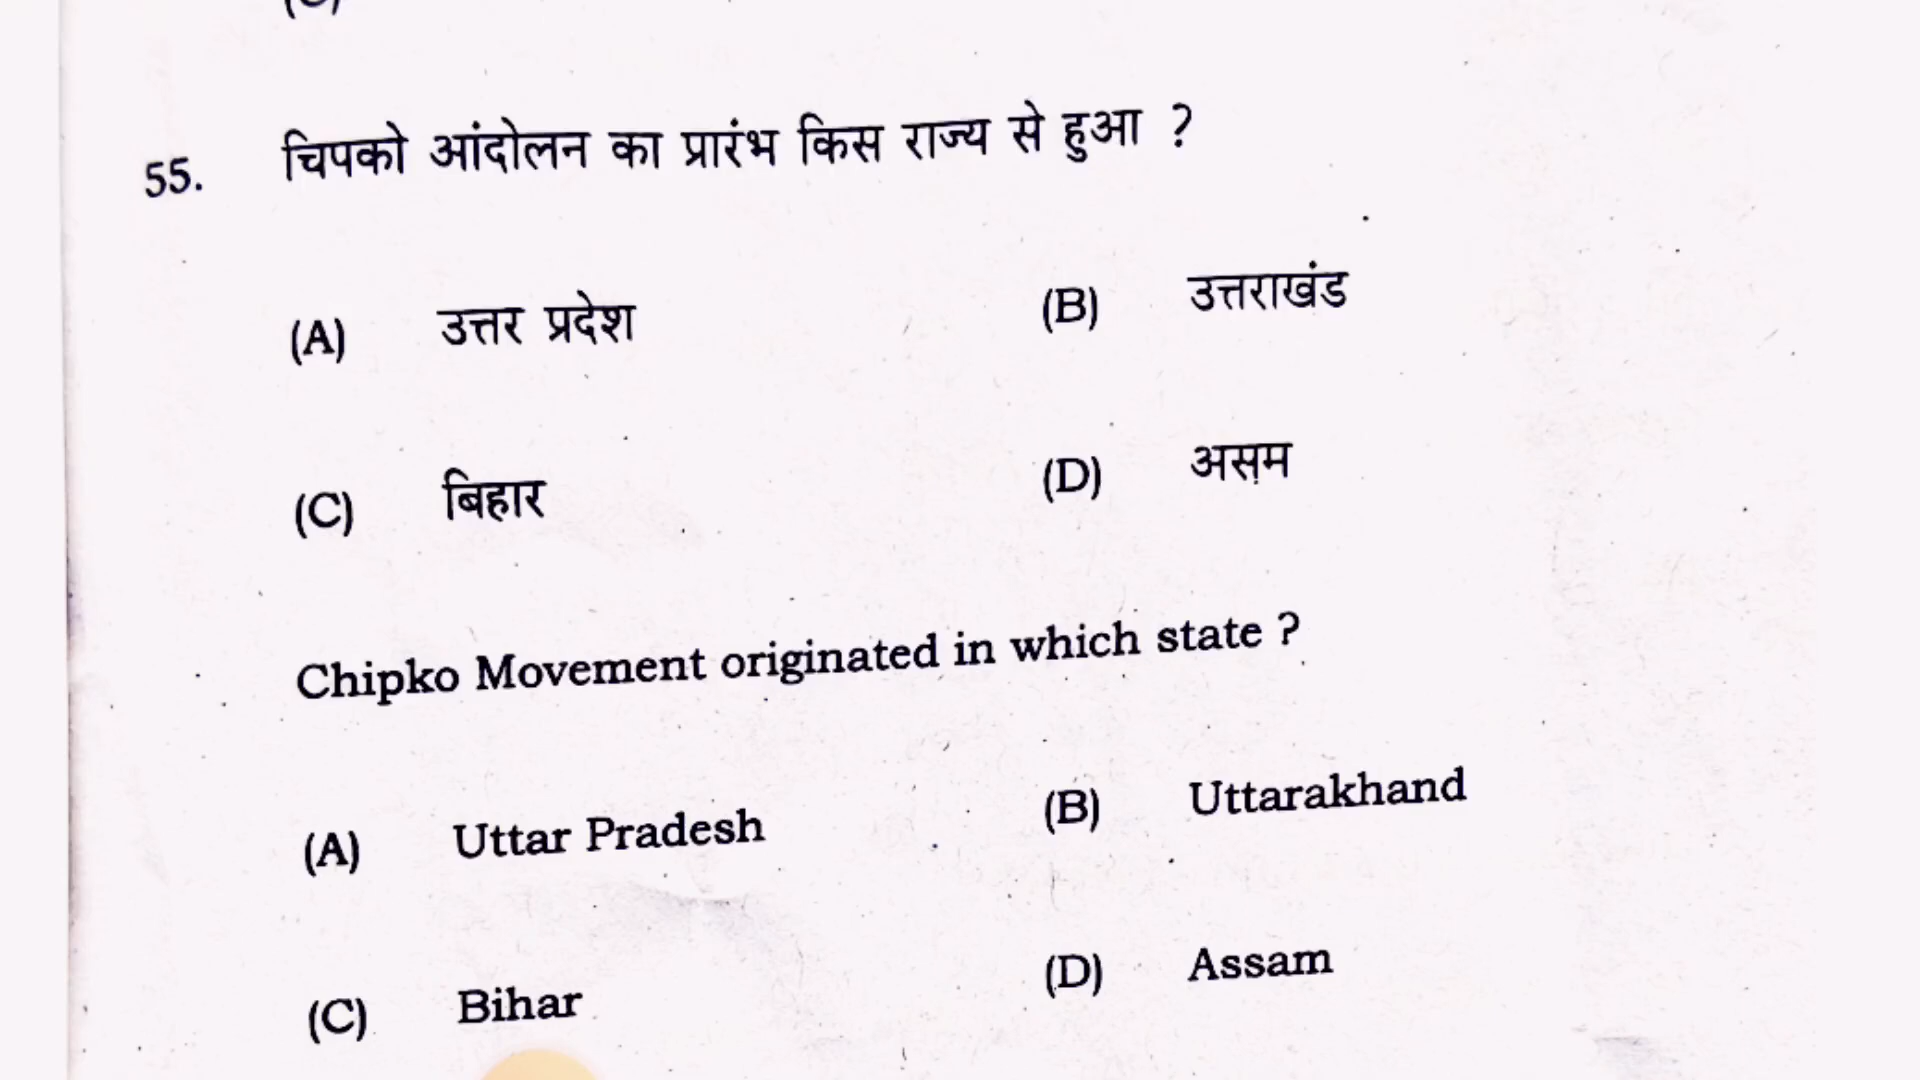 55. चिपको आंदोलन का प्रारंभ किस राज्य से हुआ ?
(A) उत्तर प्रदेश (B) उत्तराखंड
(C) बिहार (D) असम
Chipko Movement originated in which state ?
(A) Uttar Pradesh (B) Uttarakhand
(C) Bihar (D) Assam